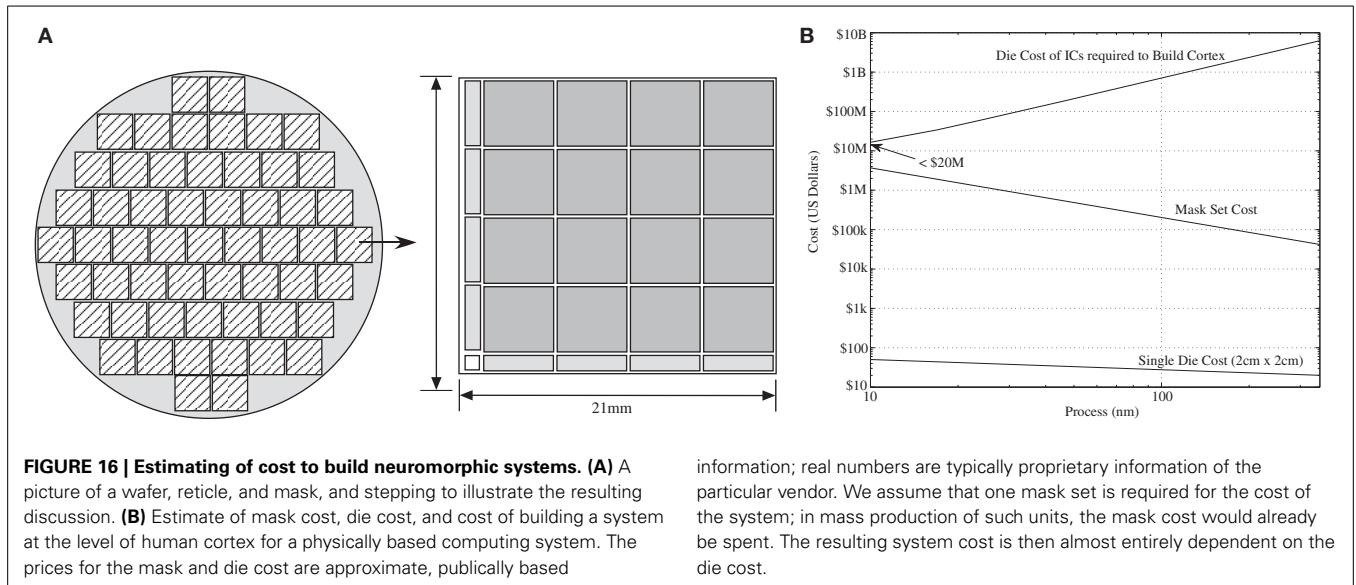 A
21mm
B
$10B
$1B
$100M
$10M
$1M
$100k
$10k
$1k
$100
$10
Cost (US Dollars)
Die Cost of ICs required to Build Cortex
< $20M
Mask Set Cost
Single Die Cost (2cm x 2cm)
10
100
Process (nm)
FIGURE 16 | Estimating of cost to build neuromorphic systems. (A) A
picture of a wafer, reticle, and mask, and stepping to illustrate the resulting
discussion. (B) Estimate of mask cost, die cost, and cost of building a system
at the level of human cortex for a physically based computing system. The
prices for the mask and die cost are approximate, publically based
information; real numbers are typically proprietary information of the
particular vendor. We assume that one mask set is required for the cost of
the system; in mass production of such units, the mask cost would already
be spent. The resulting system cost is then almost entirely dependent on the
die cost.